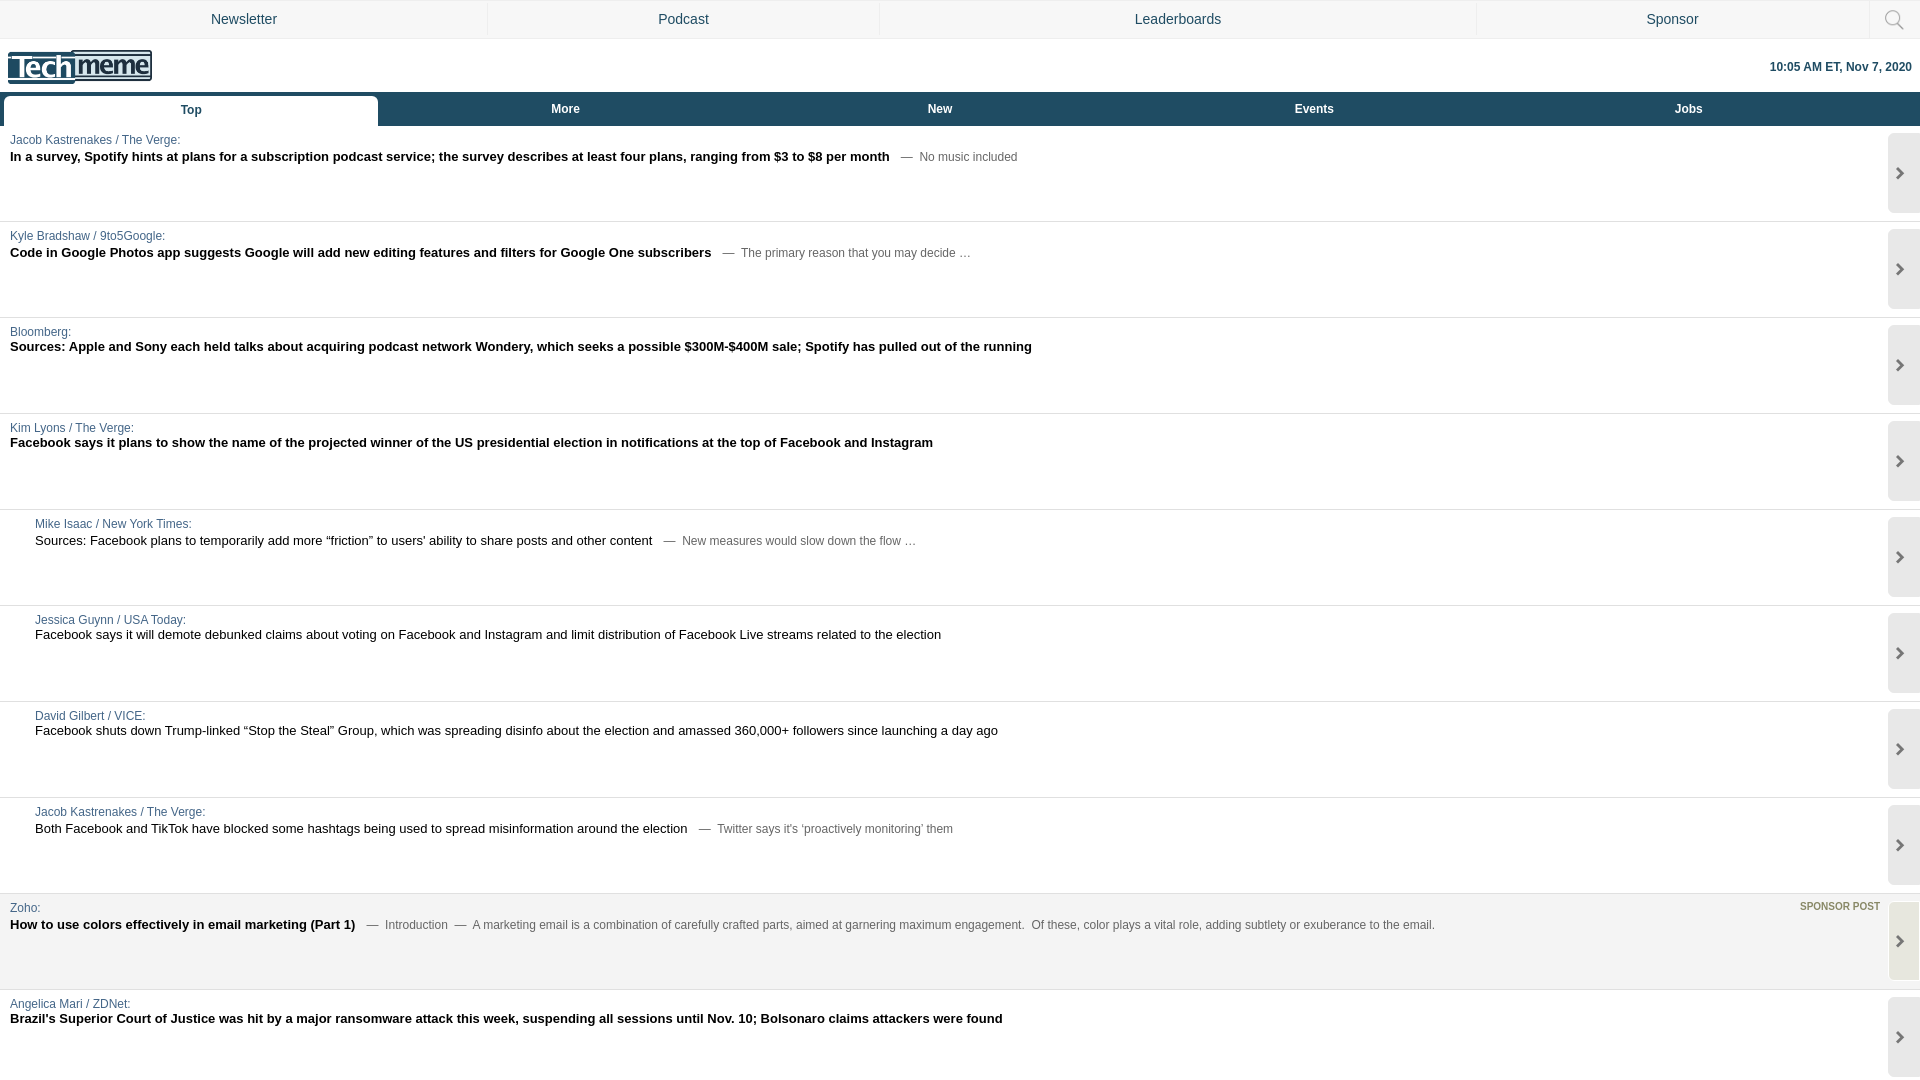 Newsletter
Podcast
Leaderboards
Sponsor
Techmeme
10:05 AM ET, Nov 7, 2020
Top
More
New
Events
Jobs
Jacob Kastrenakes / The Verge:
In a survey, Spotify hints at plans for a subscription podcast service; the survey describes at least four plans, ranging from $3 to $8 per month — No music included
Kyle Bradshaw / 9to5Google:
Code in Google Photos app suggests Google will add new editing features and filters for Google One subscribers — The primary reason that you may decide …
Bloomberg:
Sources: Apple and Sony each held talks about acquiring podcast network Wondery, which seeks a possible $300M-$400M sale; Spotify has pulled out of the running
Kim Lyons / The Verge:
Facebook says it plans to show the name of the projected winner of the US presidential election in notifications at the top of Facebook and Instagram
Mike Isaac / New York Times:
Sources: Facebook plans to temporarily add more “friction” to users' ability to share posts and other content — New measures would slow down the flow …
Jessica Guynn / USA Today:
Facebook says it will demote debunked claims about voting on Facebook and Instagram and limit distribution of Facebook Live streams related to the election
David Gilbert / VICE:
Facebook shuts down Trump-linked “Stop the Steal” Group, which was spreading disinfo about the election and amassed 360,000+ followers since launching a day ago
Jacob Kastrenakes / The Verge:
Both Facebook and TikTok have blocked some hashtags being used to spread misinformation around the election — Twitter says it's ‘proactively monitoring’ them
Zoho:
SPONSOR POST
How to use colors effectively in email marketing (Part 1) — Introduction — A marketing email is a combination of carefully crafted parts, aimed at garnering maximum engagement. Of these, color plays a vital role, adding subtlety or exuberance to the email.
Angelica Mari / ZDNet:
Brazil's Superior Court of Justice was hit by a major ransomware attack this week, suspending all sessions until Nov. 10; Bolsonaro claims attackers were found